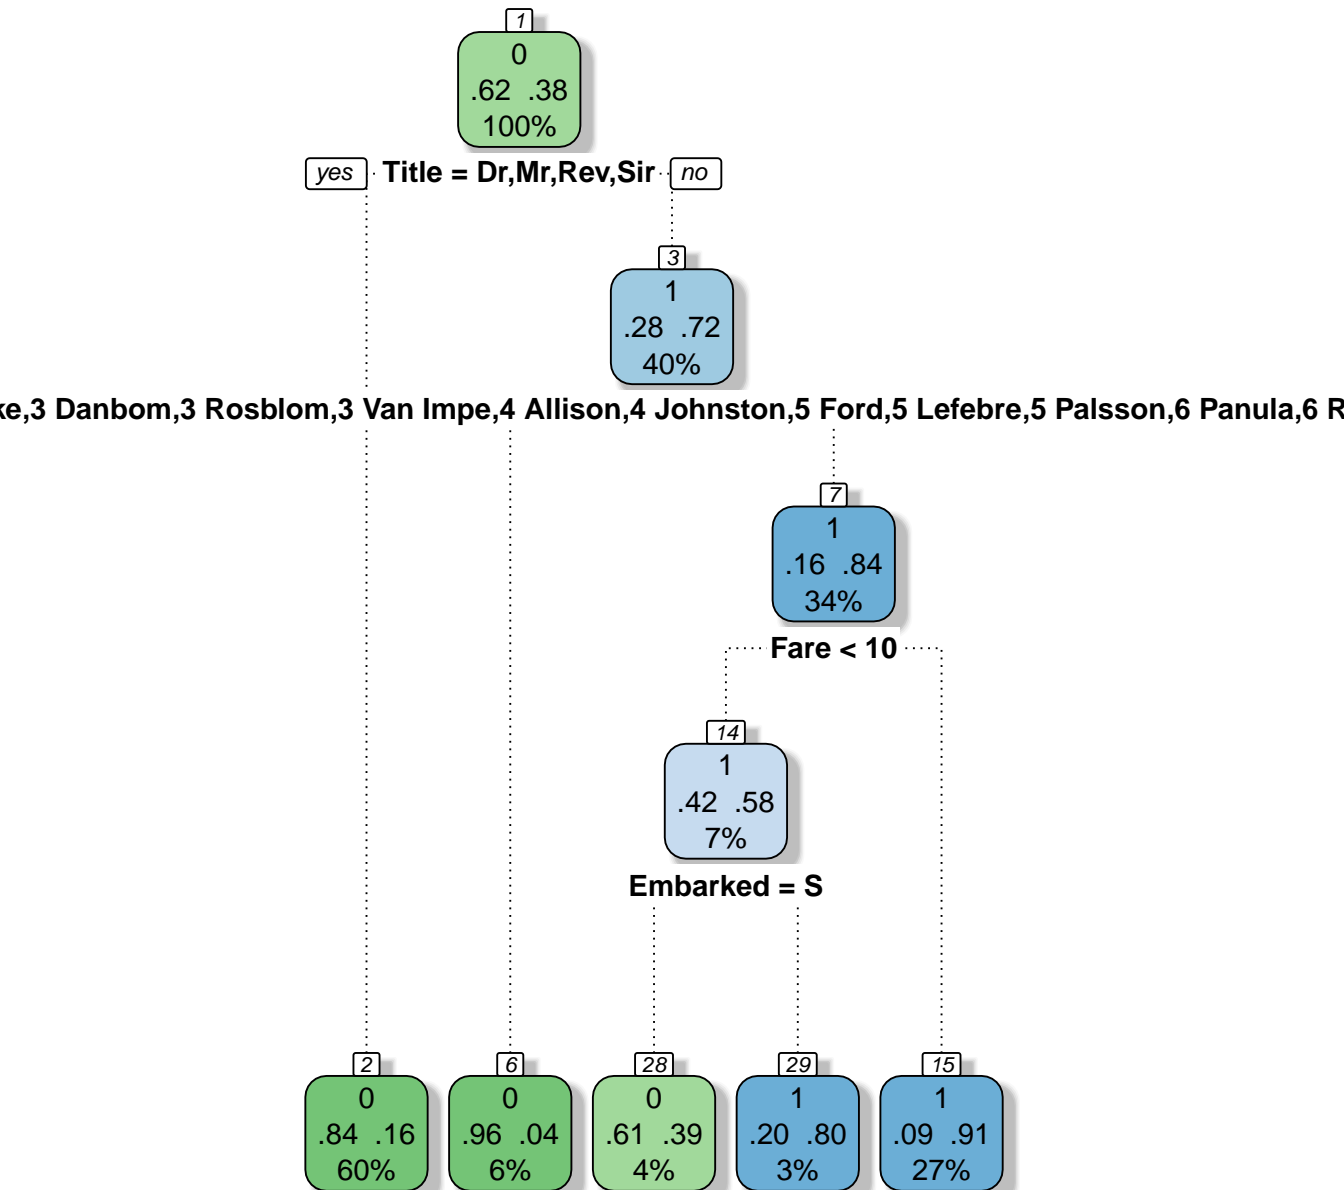 1
0
.62 .38
100%
yes Title = Dr,Mr,Rev,Sir no
3
1
.28 .72
40%
ke,3 Danbom,3 Rosblom,3 Van Impe,4 Allison,4 Johnston,5 Ford,5 Lefebre,5 Palsson,6 Panula,6 R
7
1
.16 .84
34%
Fare < 10
14
1
.42 .58
7%
Embarked = S
2 6 28 29 15
0 0 0 1 1
.84 .16 .96 .04 .61 .39 .20 .80 .09 .91
60% 6% 4% 3% 27%